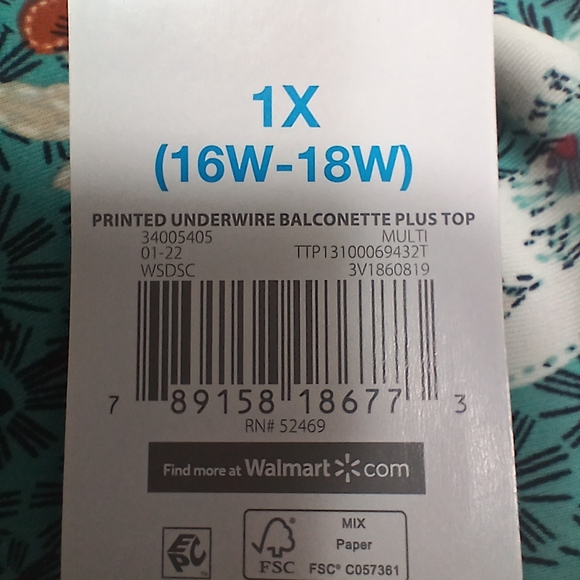 1X
(16W-18W)
PRINTED UNDERWIRE BALCONETTE PLUS TOP
34005405 MULTI
01-22 TTP13100069432T
WSDSC 3V1860819
7 89158 18677 3
RN# 52469
Find more at Walmart.com
EPC
MIX
Paper
FSC FSC® C057361